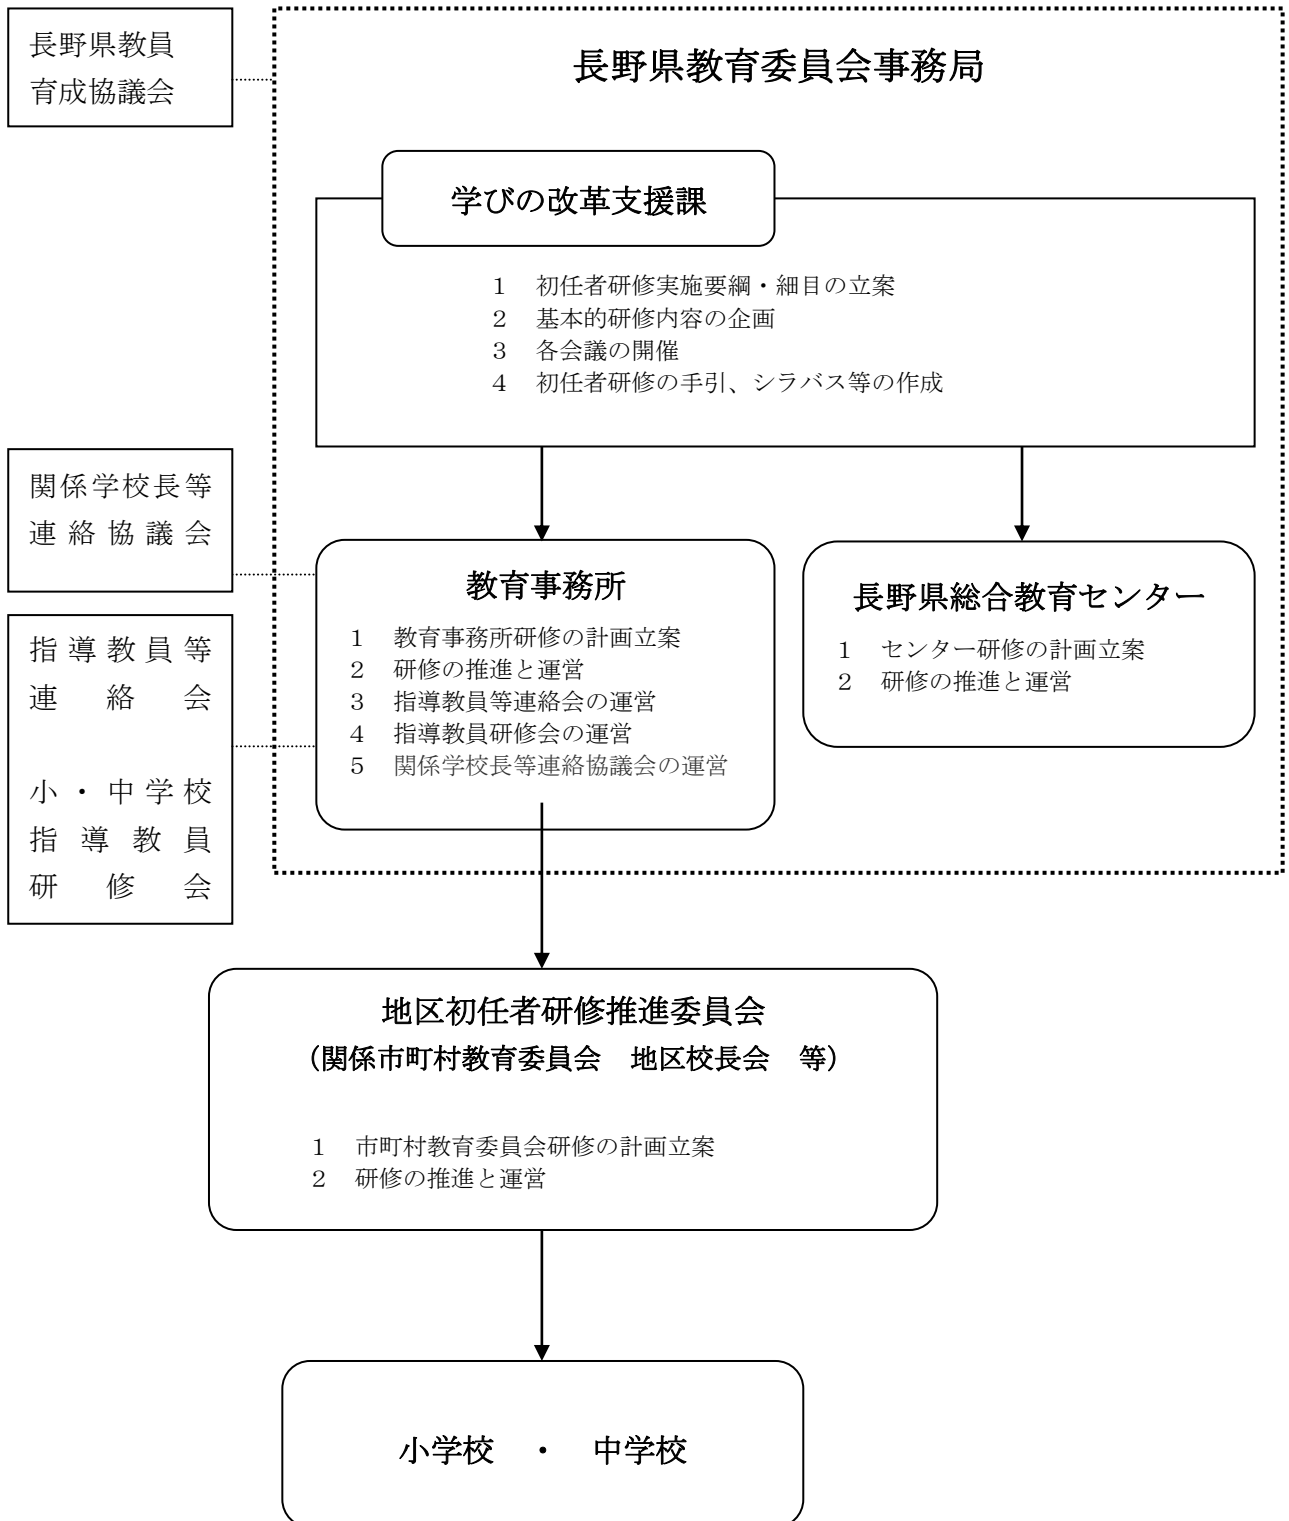 長野県教員
育成協議会
長野県教育委員会事務局
学びの改革支援課
１　初任者研修実施要綱・細目の立案
２　基本的研修内容の企画
３　各会議の開催
４　初任者研修の手引、シラバス等の作成
関係学校長等
連絡協議会
教育事務所
１　教育事務所研修の計画立案
２　研修の推進と運営
３　指導教員等連絡会の運営
４　指導教員研修会の運営
５　関係学校長等連絡協議会の運営
長野県総合教育センター
１　センター研修の計画立案
２　研修の推進と運営
指導教員等
連絡会
小・中学校
指導教員
研修会
地区初任者研修推進委員会
（関係市町村教育委員会　地区校長会　等）
１　市町村教育委員会研修の計画立案
２　研修の推進と運営
小学校　・　中学校